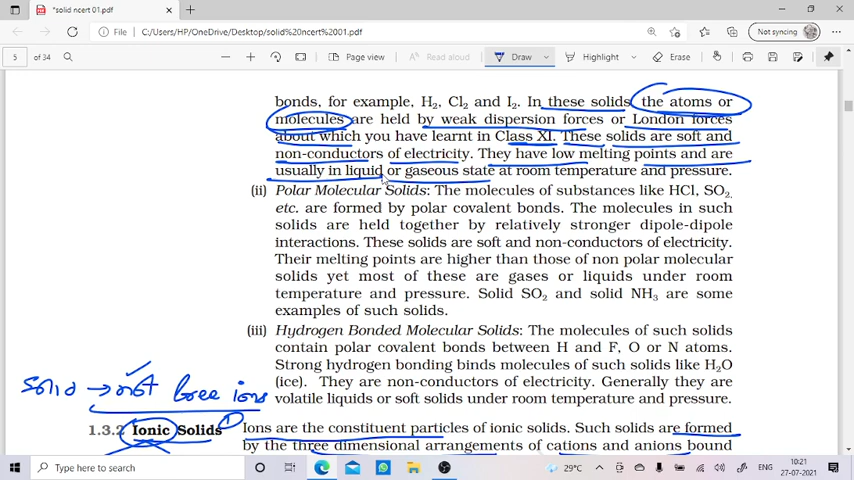 *solid ncert 01.pdf
File | C:/Users/HP/OneDrive/Desktop/solid%20ncert%2001.pdf
Not syncing
5 of 34
Page view
Read aloud
Draw
Highlight
Erase
bonds, for example, H₂, Cl₂ and I₂. In these solids the atoms or
molecules are held by weak dispersion forces or London forces
about which you have learnt in Class XI. These solids are soft and
non-conductors of electricity. They have low melting points and are
usually in liquid or gaseous state at room temperature and pressure.
(ii) Polar Molecular Solids: The molecules of substances like HCl, SO₂,
etc. are formed by polar covalent bonds. The molecules in such
solids are held together by relatively stronger dipole-dipole
interactions. These solids are soft and non-conductors of electricity.
Their melting points are higher than those of non polar molecular
solids yet most of these are gases or liquids under room
temperature and pressure. Solid SO₂ and solid NH₃ are some
examples of such solids.
(iii) Hydrogen Bonded Molecular Solids: The molecules of such solids
contain polar covalent bonds between H and F, O or N atoms.
Strong hydrogen bonding binds molecules of such solids like H₂O
(ice). They are non-conductors of electricity. Generally they are
volatile liquids or soft solids under room temperature and pressure.
Solid → not free ions
1.3.2 Ionic Solids
Ions are the constituent particles of ionic solids. Such solids are formed
by the three dimensional arrangements of cations and anions bound
Type here to search
29°C
ENG
10:21
27-07-2021